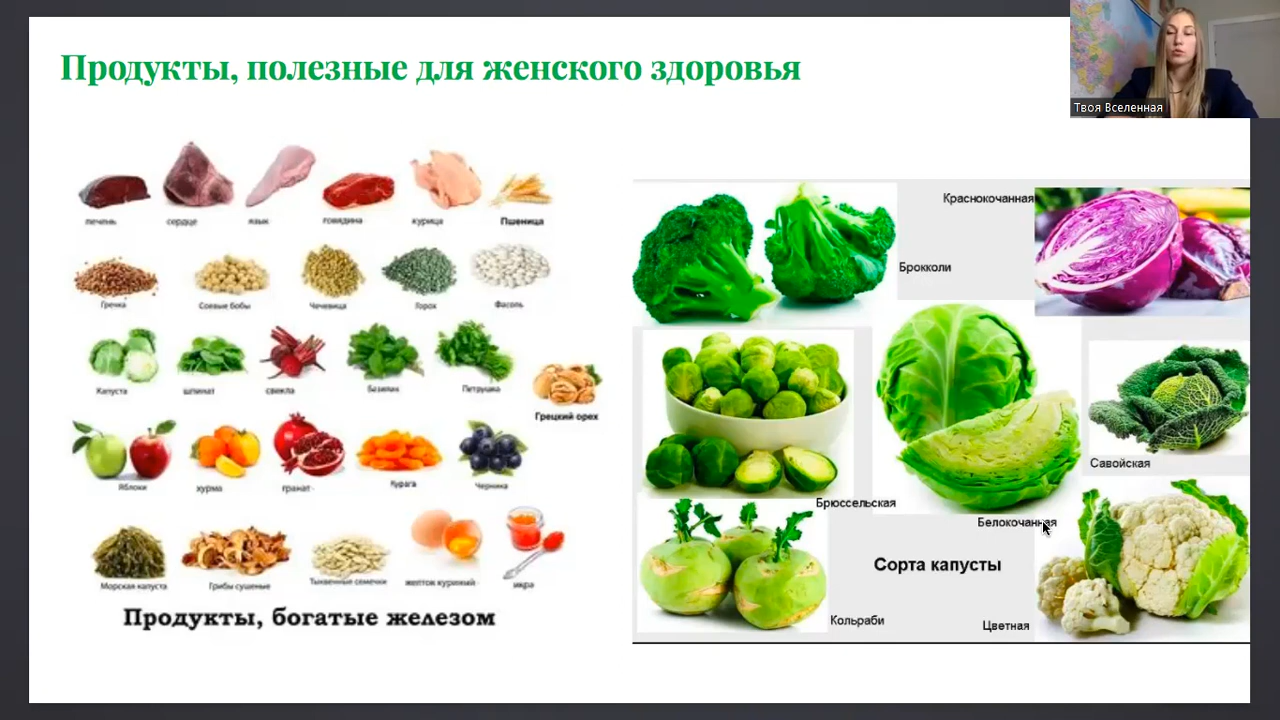 Продукты, полезные для женского здоровья
Твоя Вселенная
печень
сердце
язык
говядина
курица
Пшеница
Гречка
Соевые бобы
Чечевица
Горох
Фасоль
Капуста
шпинат
свекла
базилик
Петрушка
Грецкий орех
Яблоки
хурма
гранат
Курага
Черника
Морская капуста
Грибы сушеные
Тыквенные семечки
желток куриный
икра
Продукты, богатые железом
Краснокочанная
Брокколи
Савойская
Брюссельская
Белокочанная
Сорта капусты
Кольраби
Цветная